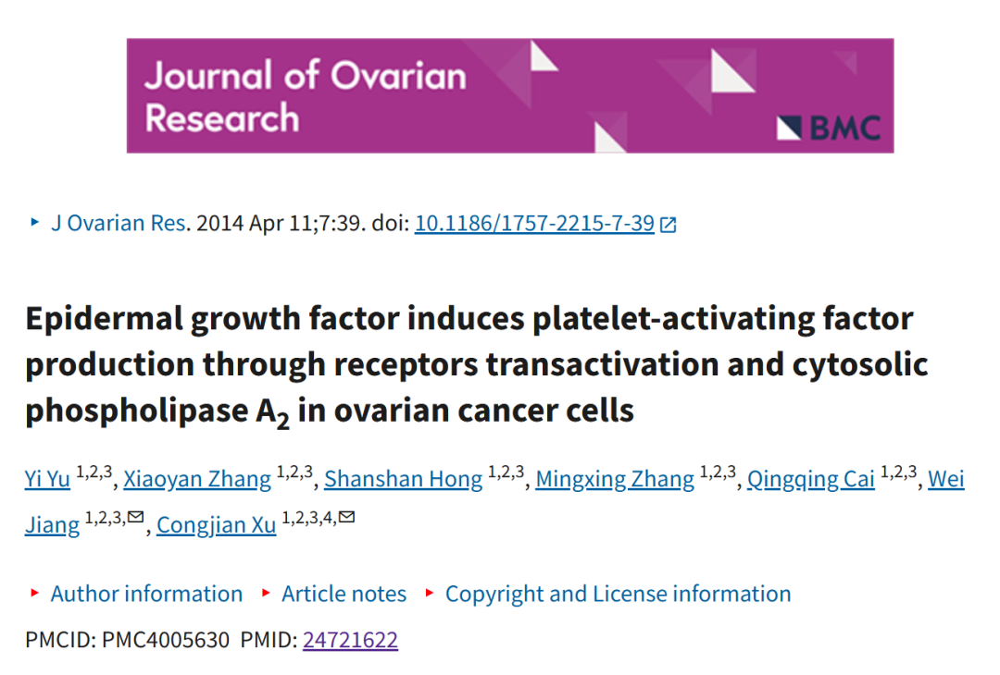 Journal of Ovarian
Research
BMC
J Ovarian Res. 2014 Apr 11;7:39. doi: 10.1186/1757-2215-7-39
Epidermal growth factor induces platelet-activating factor
production through receptors transactivation and cytosolic
phospholipase A2 in ovarian cancer cells
Yi Yu 1,2,3, Xiaoyan Zhang 1,2,3, Shanshan Hong 1,2,3, Mingxing Zhang 1,2,3, Qingqing Cai 1,2,3, Wei
Jiang 1,2,3,✉, Congjian Xu 1,2,3,4,✉
Author information Article notes Copyright and License information
PMCID: PMC4005630 PMID: 24721622